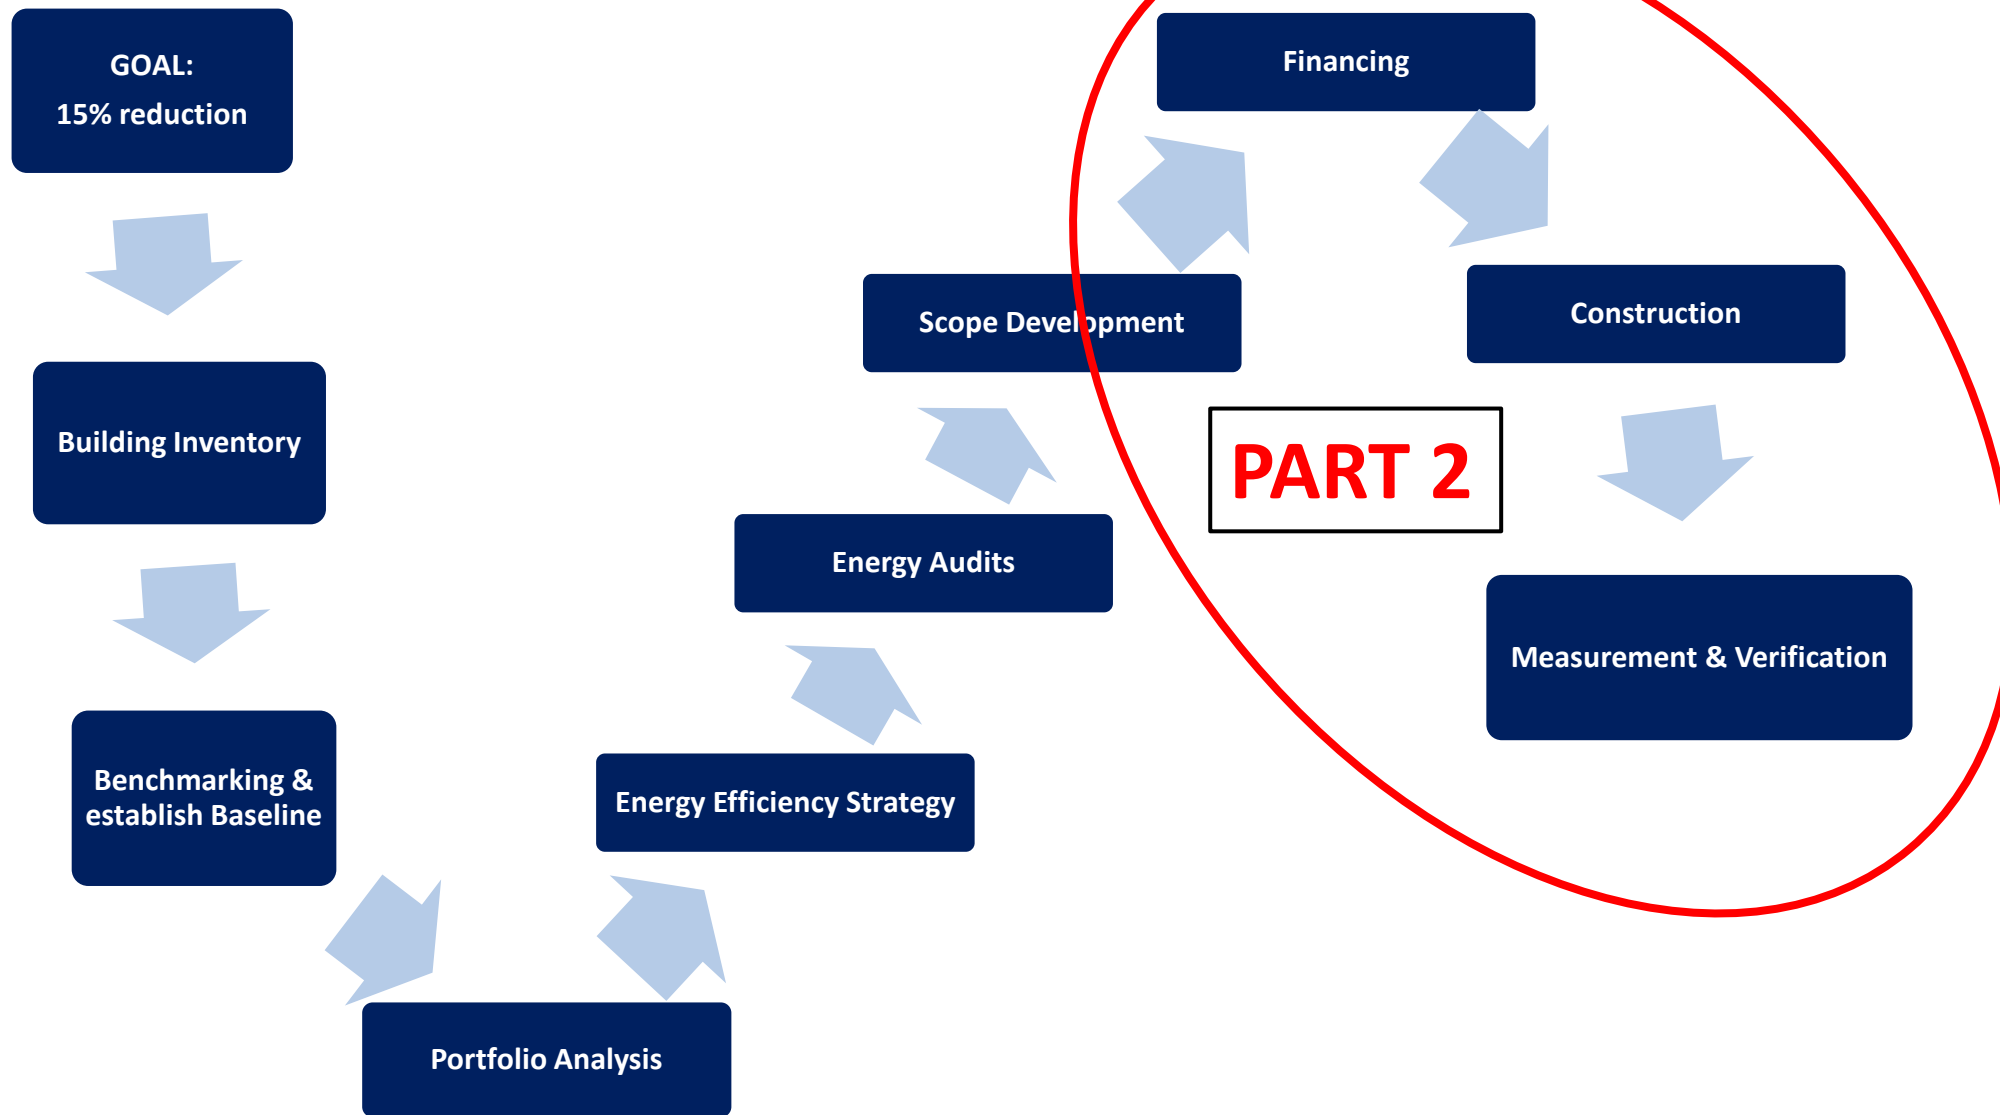 GOAL:
15% reduction
Building Inventory
Benchmarking &
establish Baseline
Portfolio Analysis
Energy Efficiency Strategy
Energy Audits
Scope Development
Financing
Construction
Measurement & Verification
PART 2